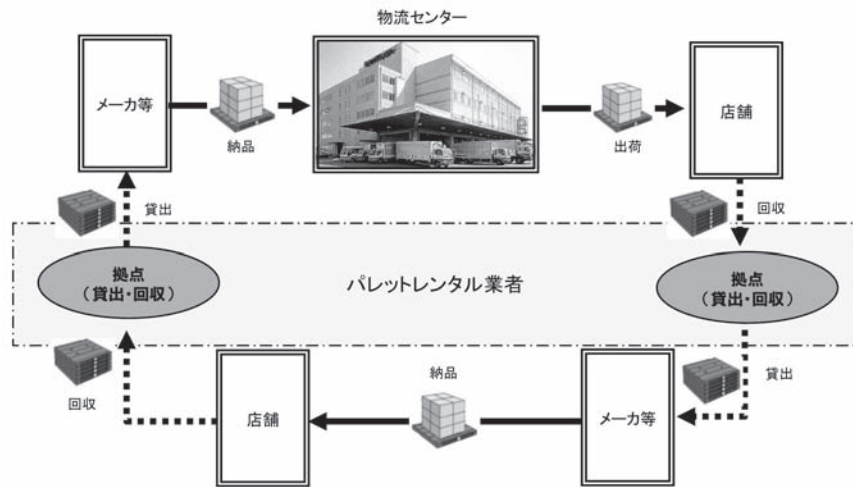 物流センター
メーカ等
納品
出荷
店舗
貸出
回収
拠点
(貸出・回収)
パレットレンタル業者
拠点
(貸出・回収)
回収
店舗
納品
メーカ等
貸出